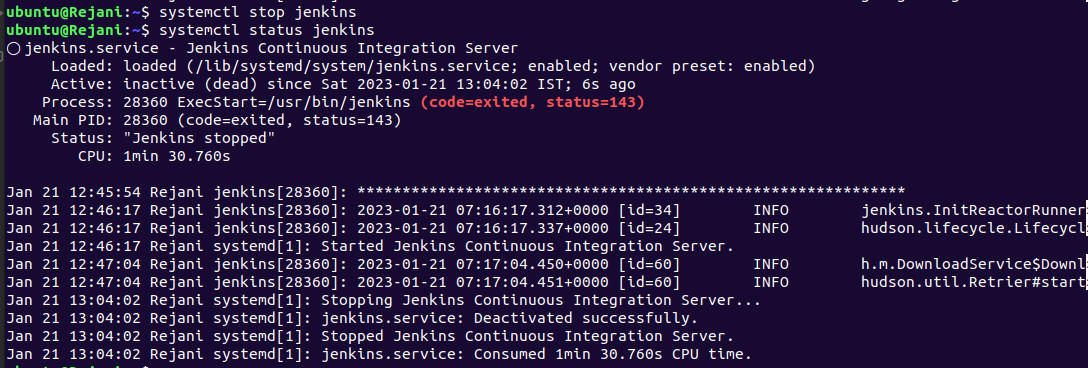 ubuntu@Rejani:~$ systemctl stop jenkins
ubuntu@Rejani:~$ systemctl status jenkins
○ jenkins.service - Jenkins Continuous Integration Server
     Loaded: loaded (/lib/systemd/system/jenkins.service; enabled; vendor preset: enabled)
     Active: inactive (dead) since Sat 2023-01-21 13:04:02 IST; 6s ago
    Process: 28360 ExecStart=/usr/bin/jenkins (code=exited, status=143)
   Main PID: 28360 (code=exited, status=143)
     Status: "Jenkins stopped"
        CPU: 1min 30.760s
Jan 21 12:45:54 Rejani jenkins[28360]: *************************************************************
Jan 21 12:46:17 Rejani jenkins[28360]: 2023-01-21 07:16:17.312+0000 [id=34]        INFO        jenkins.InitReactorRunner
Jan 21 12:46:17 Rejani jenkins[28360]: 2023-01-21 07:16:17.337+0000 [id=24]        INFO        hudson.lifecycle.Lifecycl
Jan 21 12:46:17 Rejani systemd[1]: Started Jenkins Continuous Integration Server.
Jan 21 12:47:04 Rejani jenkins[28360]: 2023-01-21 07:17:04.450+0000 [id=60]        INFO        h.m.DownloadService$Downl
Jan 21 12:47:04 Rejani jenkins[28360]: 2023-01-21 07:17:04.451+0000 [id=60]        INFO        hudson.util.Retrier#start
Jan 21 13:04:02 Rejani systemd[1]: Stopping Jenkins Continuous Integration Server...
Jan 21 13:04:02 Rejani systemd[1]: jenkins.service: Deactivated successfully.
Jan 21 13:04:02 Rejani systemd[1]: Stopped Jenkins Continuous Integration Server.
Jan 21 13:04:02 Rejani systemd[1]: jenkins.service: Consumed 1min 30.760s CPU time.